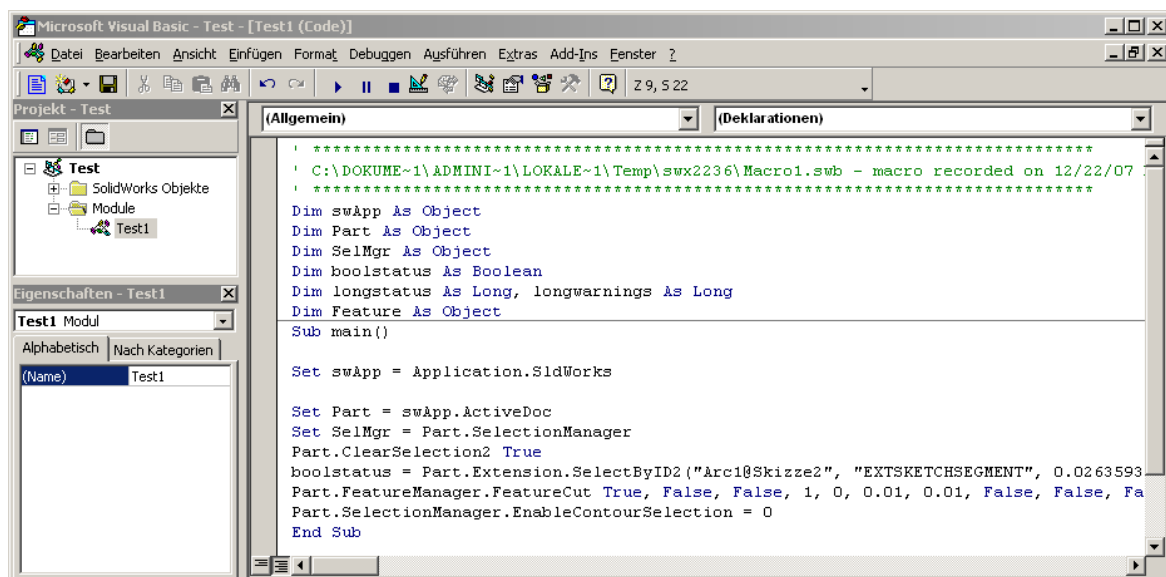 Microsoft Visual Basic - Test - [Test1 (Code)]
Datei Bearbeiten Ansicht Einfügen Format Debuggen Ausführen Extras Add-Ins Fenster ?
Z 9, S 22
Projekt - Test
Test
SolidWorks Objekte
Module
Test1
Eigenschaften - Test1
Test1 Modul
Alphabetisch Nach Kategorien
(Name) Test1
(Allgemein) (Deklarationen)
' ******************************************************************************
' C:\DOKUME~1\ADMINI~1\LOKALE~1\Temp\swx2236\Macro1.swb - macro recorded on 12/22/07
' ******************************************************************************
Dim swApp As Object
Dim Part As Object
Dim SelMgr As Object
Dim boolstatus As Boolean
Dim longstatus As Long, longwarnings As Long
Dim Feature As Object
Sub main()
Set swApp = Application.SldWorks
Set Part = swApp.ActiveDoc
Set SelMgr = Part.SelectionManager
Part.ClearSelection2 True
boolstatus = Part.Extension.SelectByID2("Arc1@Skizze2", "EXTSKETCHSEGMENT", 0.0263593
Part.FeatureManager.FeatureCut True, False, False, 1, 0, 0.01, 0.01, False, False, Fa
Part.SelectionManager.EnableContourSelection = 0
End Sub